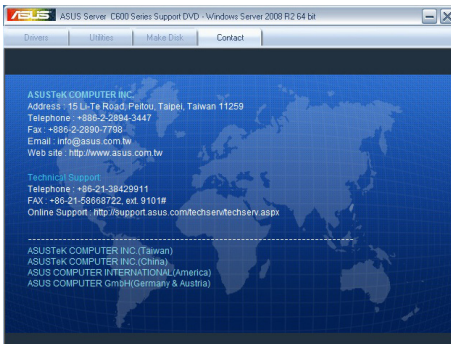 ASUS ASUS Server C600 Series Support DVD - Windows Server 2008 R2 64 bit
Drivers Utilities Make Disk Contact
ASUSTeK COMPUTER INC.
Address : 15 Li-Te Road, Peitou, Taipei, Taiwan 11259
Telephone : +886-2-2894-3447
Fax : +886-2-2890-7798
Email : info@asus.com.tw
Web site : http://www.asus.com.tw
Technical Support
Telephone : +86-21-38429911
FAX : +86-21-58668722, ext. 9101#
Online Support : http://support.asus.com/techserv/techserv.aspx
ASUSTeK COMPUTER INC.(Taiwan)
ASUSTeK COMPUTER INC.(China)
ASUS COMPUTER INTERNATIONAL(America)
ASUS COMPUTER GmbH(Germany & Austria)